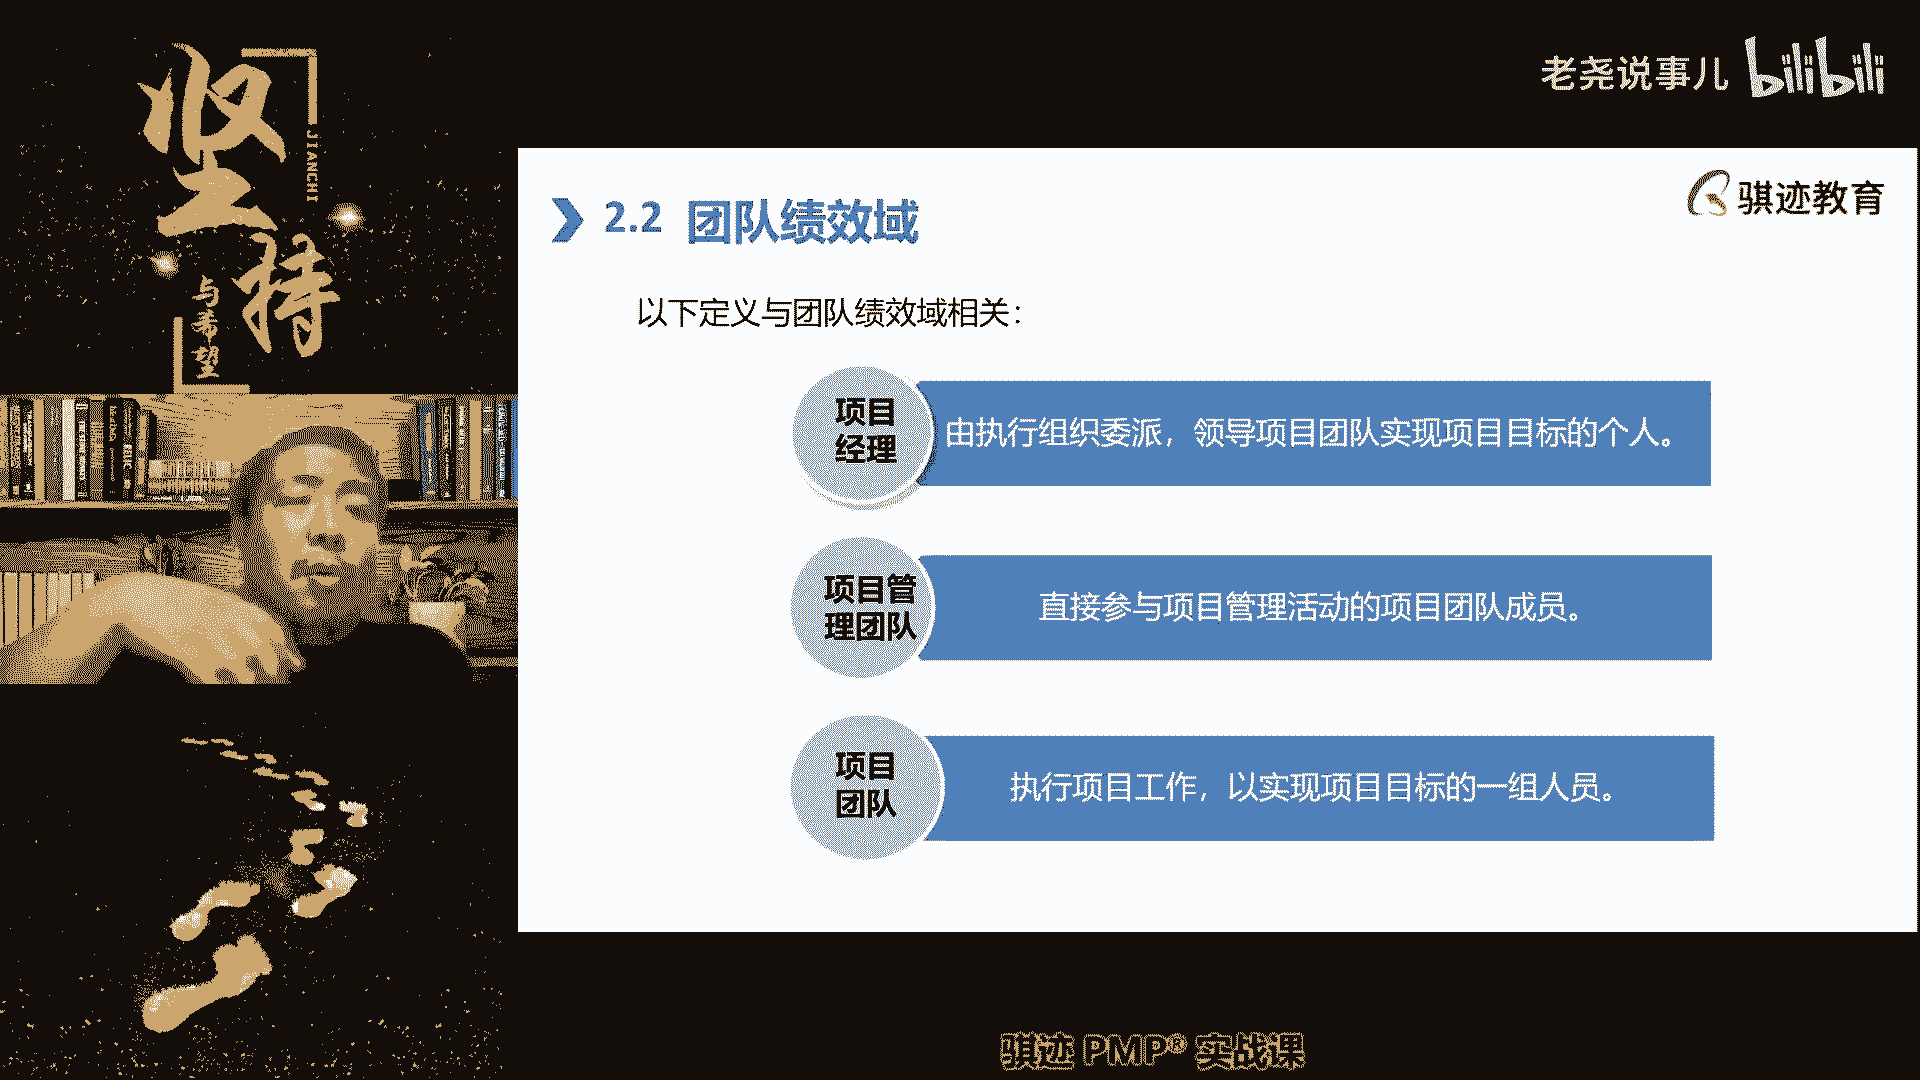 坚持
JIANCHI
与希望
老尧说事儿 bilibili
骐迹教育
2.2 团队绩效域
以下定义与团队绩效域相关：
项目
经理
由执行组织委派，领导项目团队实现项目目标的个人。
项目管
理团队
直接参与项目管理活动的项目团队成员。
项目
团队
执行项目工作，以实现项目目标的一组人员。
骐迹 PMP® 实战课